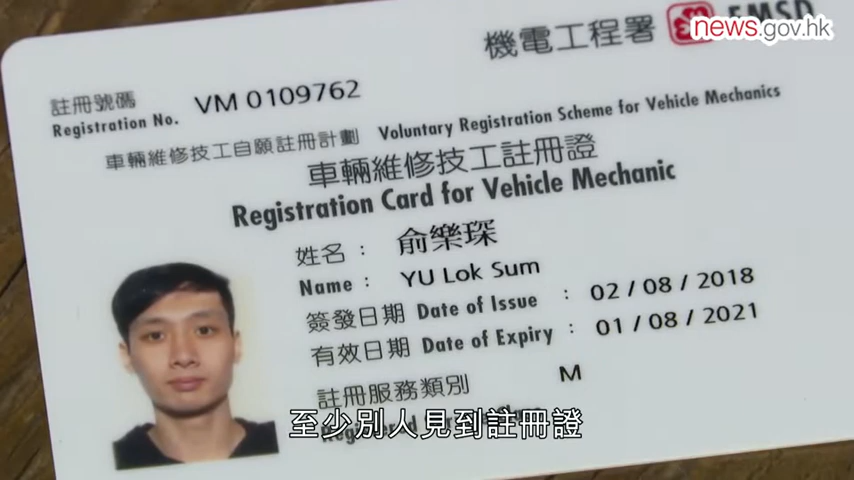 news.gov.hk
機電工程署 EMSD
註冊號碼
Registration No. VM 0109762
車輛維修技工自願註冊計劃 Voluntary Registration Scheme for Vehicle Mechanics
車輛維修技工註冊證
Registration Card for Vehicle Mechanic
姓名 : 俞樂琛
Name : YU Lok Sum
簽發日期 Date of Issue : 02 / 08 / 2018
有效日期 Date of Expiry : 01 / 08 / 2021
註冊服務類別 M
至少別人見到註冊證